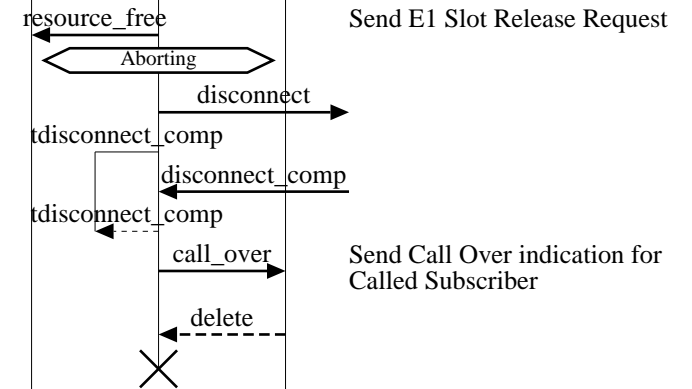 resource_free
Send E1 Slot Release Request
Aborting
disconnect
tdisconnect_comp
disconnect_comp
tdisconnect_comp
call_over
Send Call Over indication for
Called Subscriber
delete